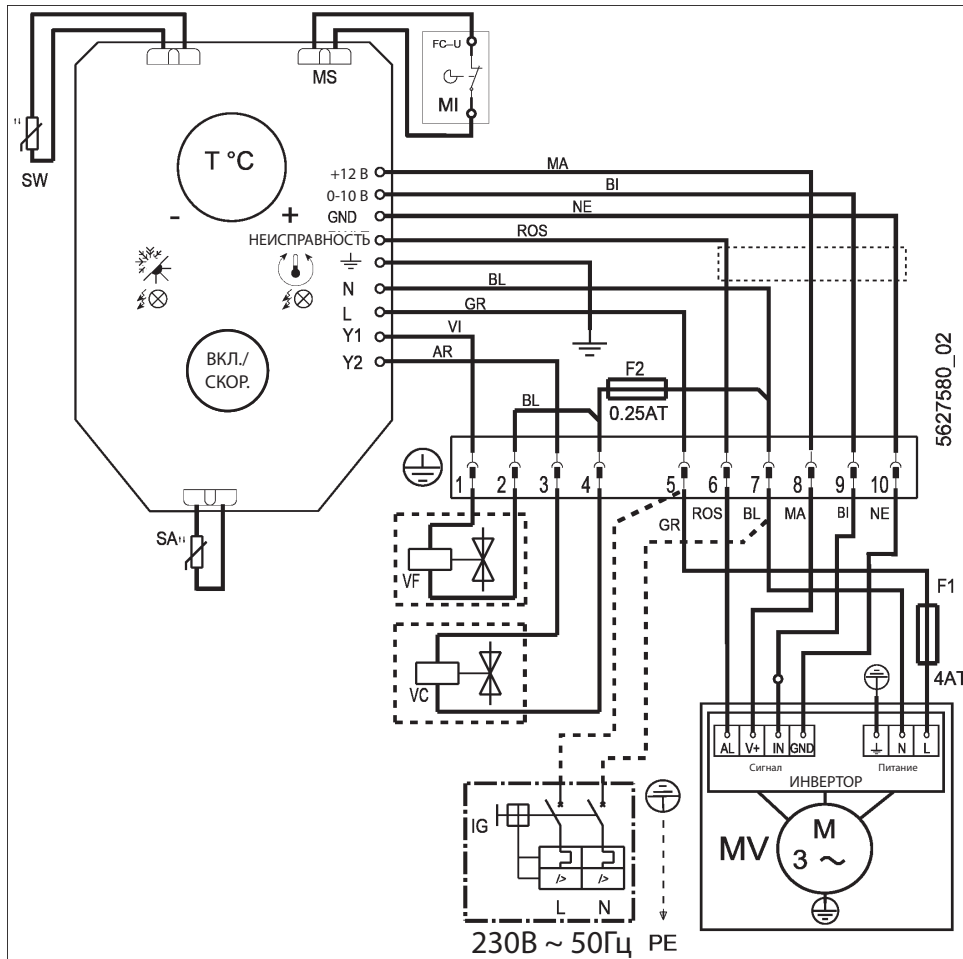 FC–U
MS
MI
SW
T °C
-
+
+12 В
MA
0-10 В
BI
GND
NE
НЕИСПРАВНОСТЬ
ROS
N
BL
L
GR
Y1
VI
Y2
AR
ВКЛ./
СКОР.
F2
BL
0.25AT
5627580_02
1 2 3 4 5 6 7 8 9 10
GR ROS BL MA BI NE
SA
VF
F1
VC
4AT
AL V+ IN GND N L
Сигнал Питание
ИНВЕРТОР
IG
I> I>
MV
M
3 ~
L N
230В ~ 50Гц PE